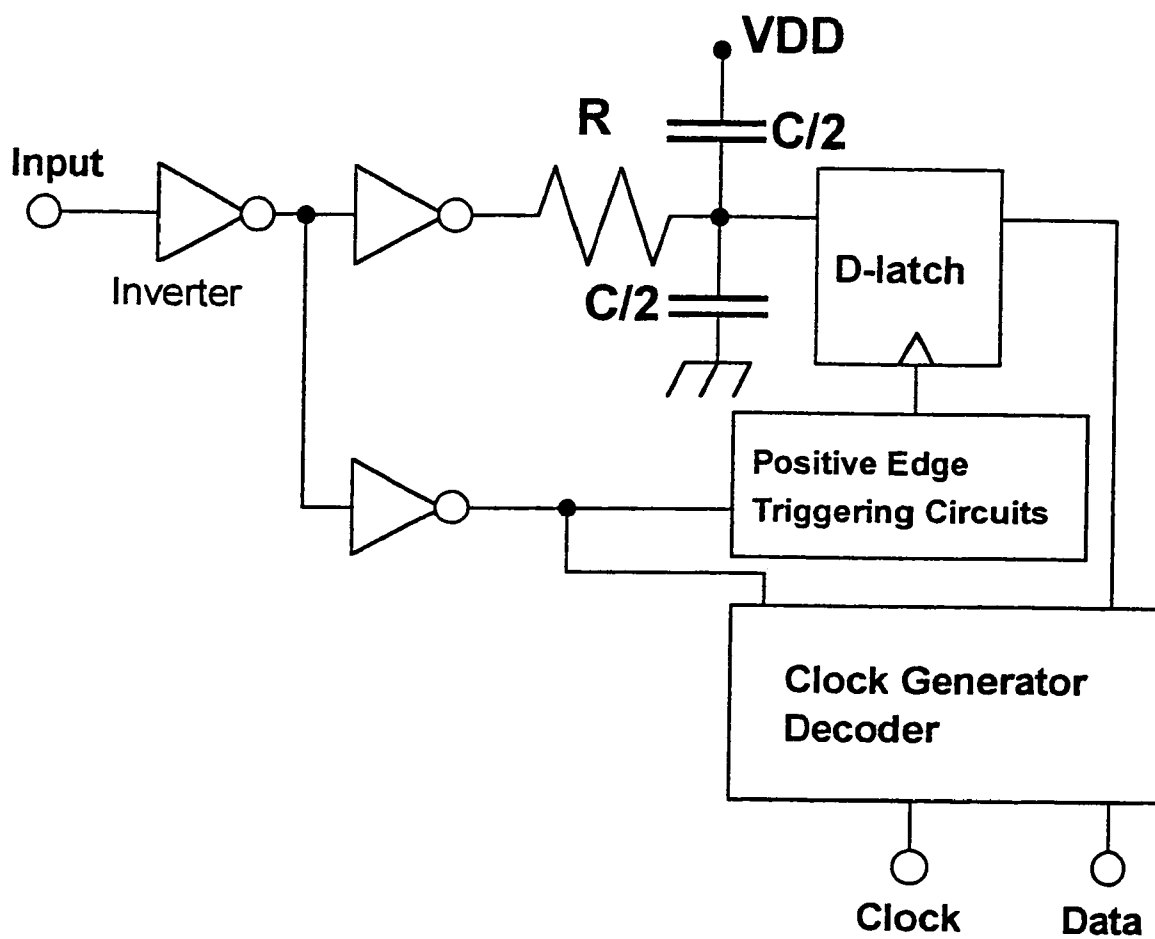 VDD
R
C/2
Input
Inverter
C/2
D-latch
Positive Edge
Triggering Circuits
Clock Generator
Decoder
Clock
Data